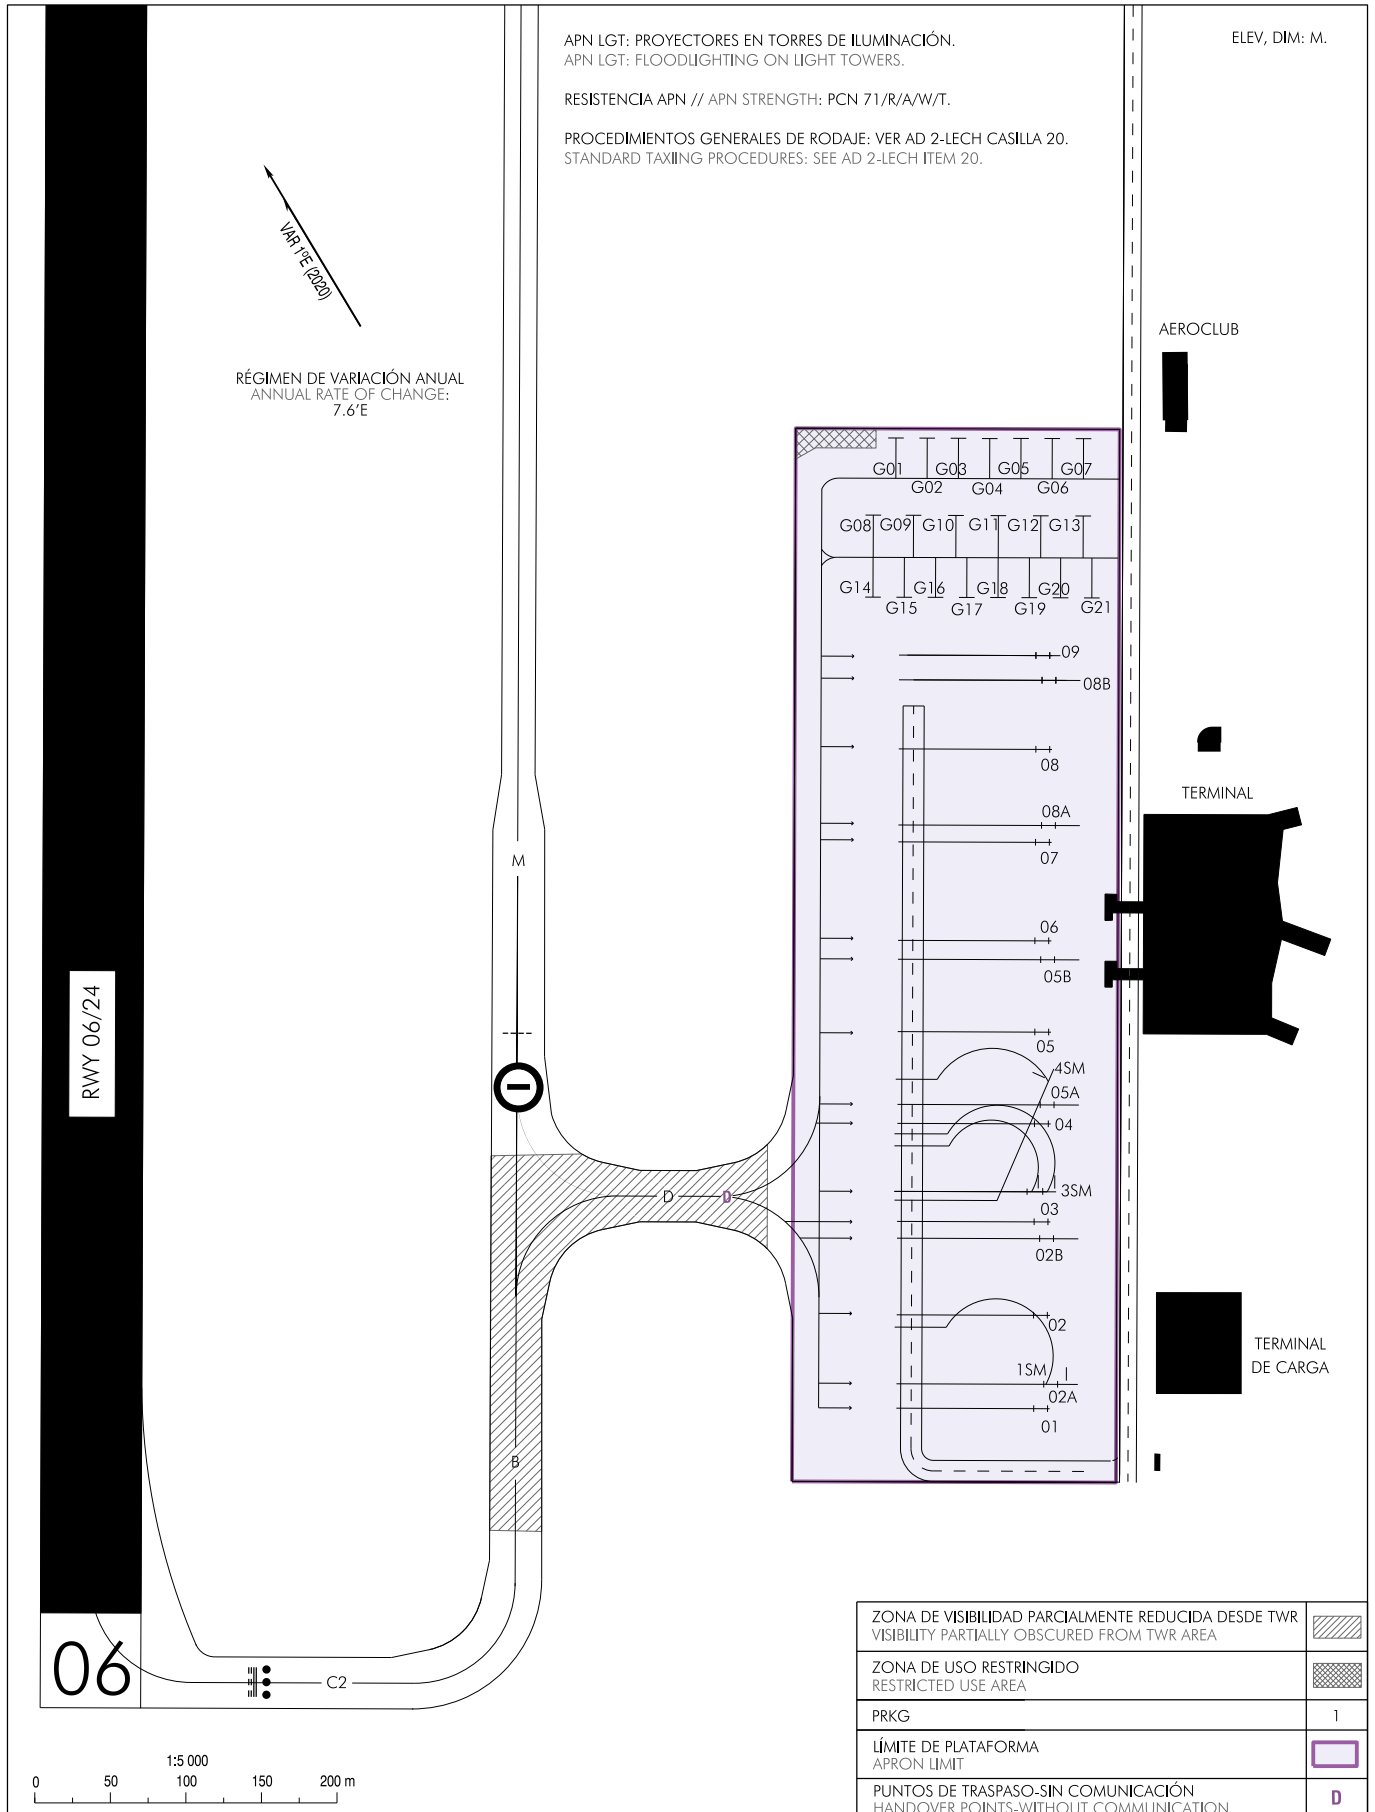 APN LGT: PROYECTORES EN TORRES DE ILUMINACIÓN.
APN LGT: FLOODLIGHTING ON LIGHT TOWERS.
ELEV, DIM: M.
RESISTENCIA APN // APN STRENGTH: PCN 71/R/A/W/T.
PROCEDIMIENTOS GENERALES DE RODAJE: VER AD 2-LECH CASILLA 20.
STANDARD TAXIING PROCEDURES: SEE AD 2-LECH ITEM 20.
VAR 1°E (2020)
RÉGIMEN DE VARIACIÓN ANUAL
ANNUAL RATE OF CHANGE:
7.6'E
AEROCLUB
G01 G03 G05 G07
G02 G04 G06
G08 G09 G10 G11 G12 G13
G14 G16 G18 G20
G15 G17 G19 G21
09
08B
08
TERMINAL
08A
07
M
06
05B
RWY 06/24
05
4SM
05A
04
D D
3SM
03
02B
02
TERMINAL
DE CARGA
1SM
02A
01
B
06
C2
1:5 000
0 50 100 150 200 m
ZONA DE VISIBILIDAD PARCIALMENTE REDUCIDA DESDE TWR
VISIBILITY PARTIALLY OBSCURED FROM TWR AREA
ZONA DE USO RESTRINGIDO
RESTRICTED USE AREA
PRKG 1
LÍMITE DE PLATAFORMA
APRON LIMIT
PUNTOS DE TRASPASO-SIN COMUNICACIÓN D
HANDOVER POINTS-WITHOUT COMMUNICATION